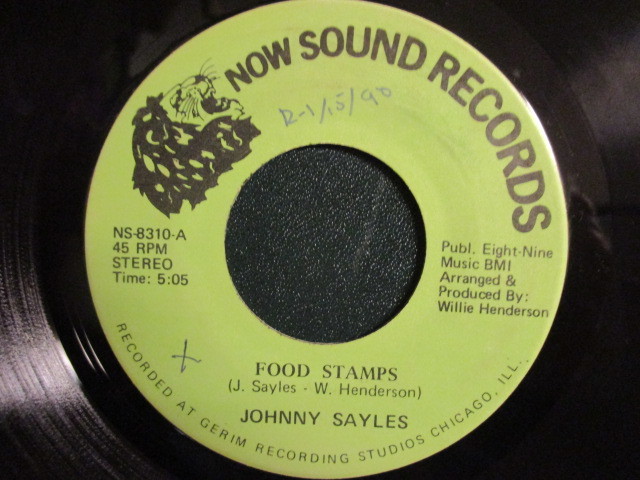 NOW SOUND RECORDS
R-1/15/90
NS-8310-A
45 RPM
STEREO
Time: 5:05
Publ. Eight-Nine
Music BMI
Arranged &
Produced By:
Willie Henderson
FOOD STAMPS
(J. Sayles - W. Henderson)
JOHNNY SAYLES
RECORDED AT GERIM RECORDING STUDIOS CHICAGO, ILL.